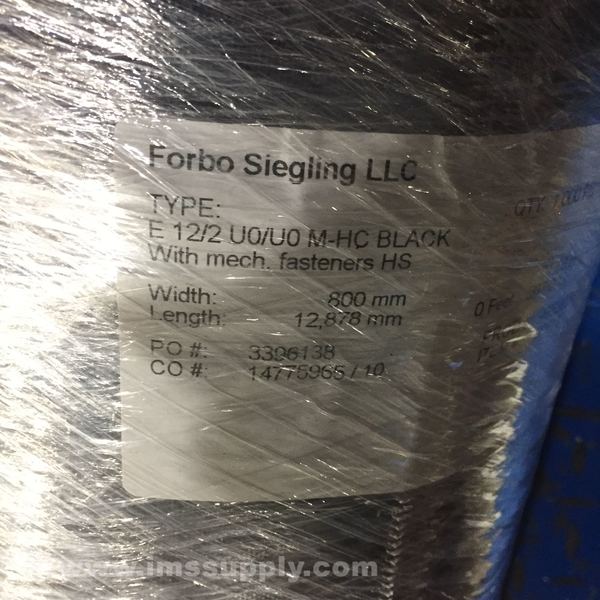 Forbo Siegling LLC
TYPE:
QTY
E 12/2 U0/U0 M-HC BLACK
With mech. fasteners HS
Width: 800 mm
Length: 12,878 mm
PO #: 3306138
CO #: 14775965 / 10
www.imssupply.com